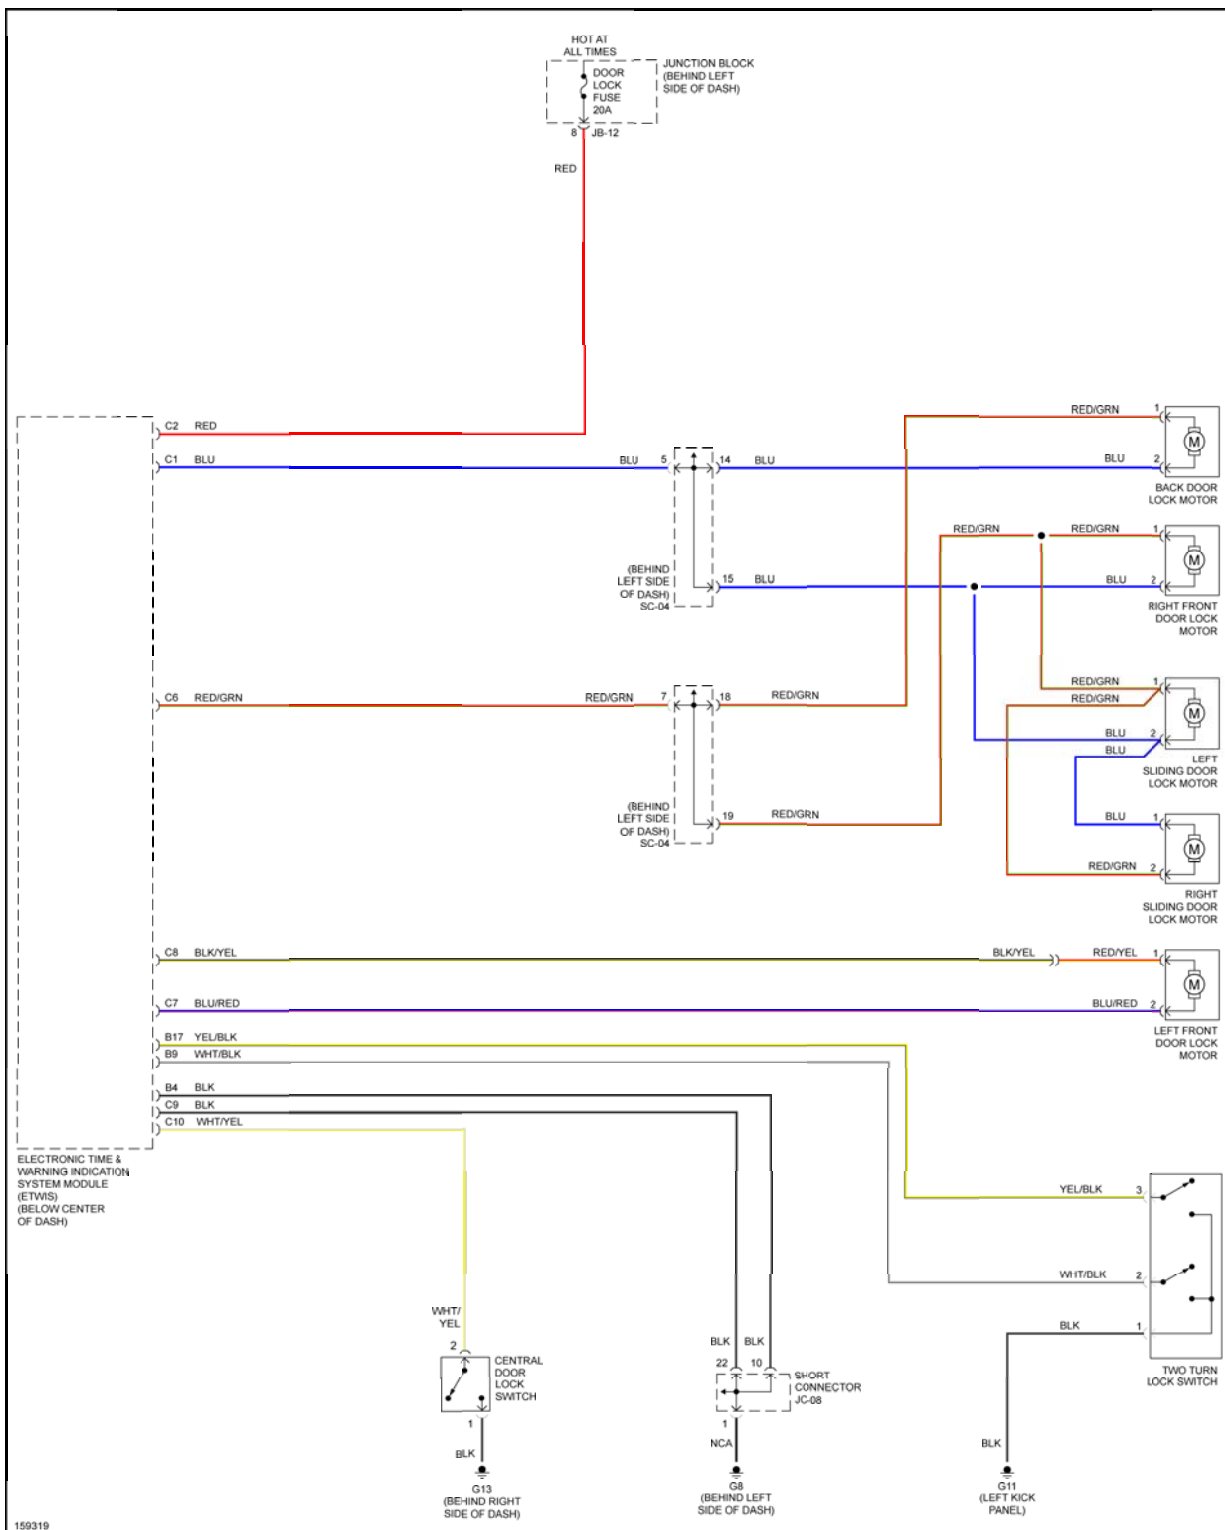 HOT AT
ALL TIMES
DOOR
LOCK
FUSE
20A
JUNCTION BLOCK
(BEHIND LEFT
SIDE OF DASH)
8 JB-12
RED
C2 RED
C1 BLU
BLU 5
14 BLU
BLU 2
RED/GRN 1
M
BACK DOOR
LOCK MOTOR
RED/GRN
RED/GRN 1
M
15 BLU
BLU 2
RIGHT FRONT
DOOR LOCK
MOTOR
(BEHIND
LEFT SIDE
OF DASH)
SC-04
C6 RED/GRN
RED/GRN 7
18 RED/GRN
RED/GRN 1
RED/GRN
M
BLU 2
BLU
LEFT
SLIDING DOOR
LOCK MOTOR
(BEHIND
LEFT SIDE
OF DASH)
SC-04
19 RED/GRN
BLU 1
M
RED/GRN 2
RIGHT
SLIDING DOOR
LOCK MOTOR
C8 BLK/YEL
BLK/YEL
RED/YEL 1
M
C7 BLU/RED
BLU/RED 2
LEFT FRONT
DOOR LOCK
MOTOR
B17 YEL/BLK
B9 WHT/BLK
B4 BLK
C9 BLK
C10 WHT/YEL
ELECTRONIC TIME &
WARNING INDICATION
SYSTEM MODULE
(ETWIS)
(BELOW CENTER
OF DASH)
YEL/BLK 3
WHT/BLK 2
BLK 1
TWO TURN
LOCK SWITCH
WHT/
YEL
2
CENTRAL
DOOR
LOCK
SWITCH
1
BLK
G13
(BEHIND RIGHT
SIDE OF DASH)
BLK BLK
22 10
SHORT
CONNECTOR
JC-08
1
NCA
G8
(BEHIND LEFT
SIDE OF DASH)
BLK
G11
(LEFT KICK
PANEL)
159319